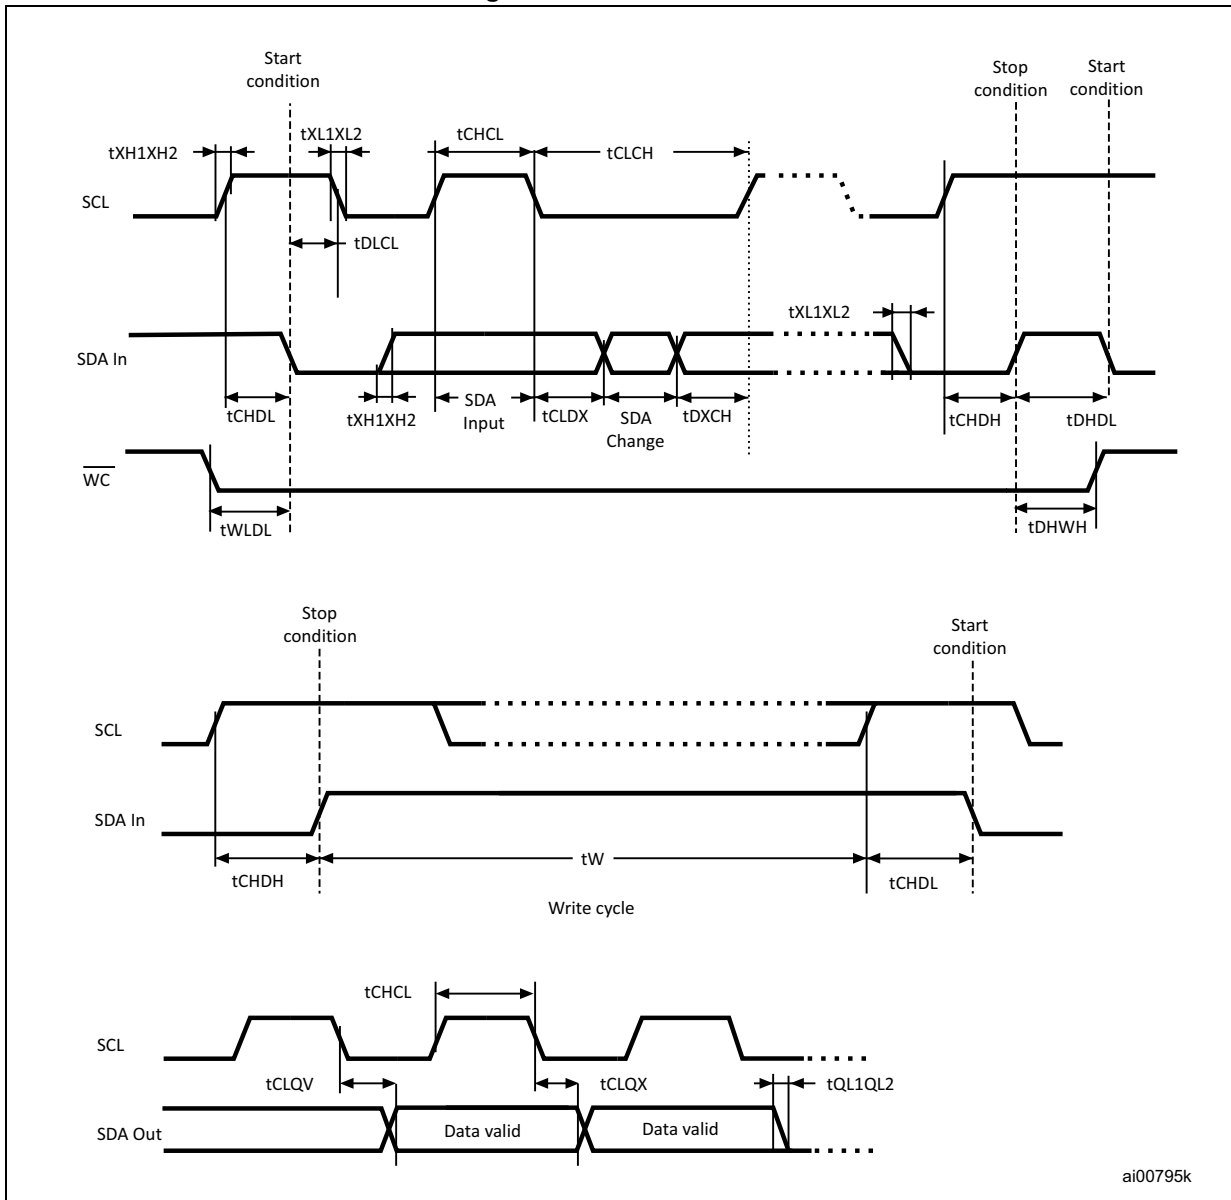 Start
condition
Stop
condition
Start
condition
tXH1XH2
tXL1XL2
tCHCL
tCLCH
SCL
tDLCL
tXL1XL2
SDA In
tCHDL
tXH1XH2
SDA
Input
tCLDX
SDA
Change
tDXCH
tCHDH
tDHDL
WC
tWLDL
tDHWH
Stop
condition
Start
condition
SCL
SDA In
tCHDH
tW
tCHDL
Write cycle
tCHCL
SCL
tCLQV
tCLQX
tQL1QL2
SDA Out
Data valid
Data valid
ai00795k